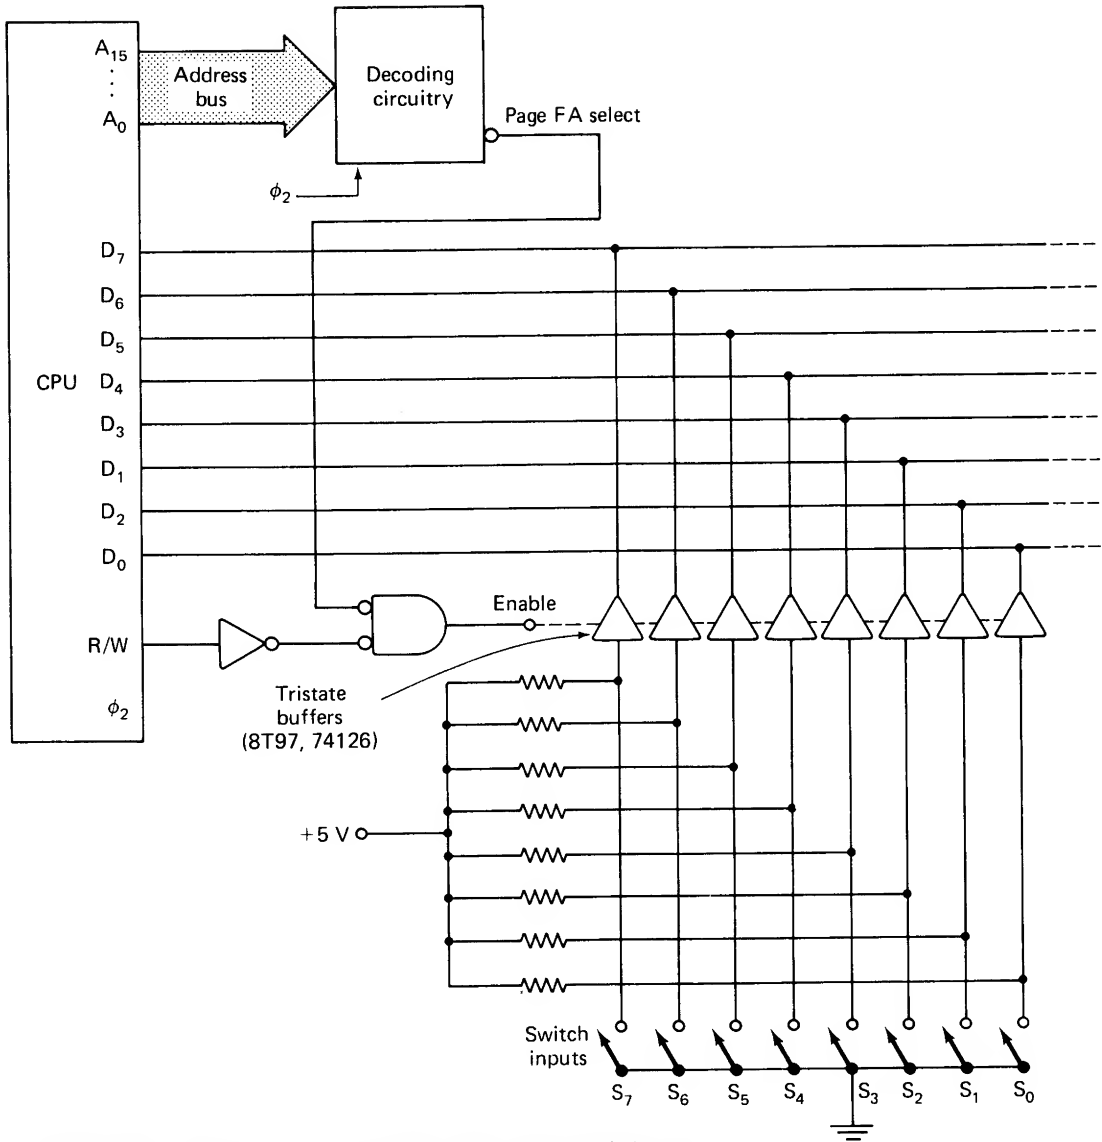 A15
A0
Address
bus
Decoding
circuitry
Page FA select
ϕ2
D7
D6
D5
CPU
D4
D3
D1
D2
D0
R/W
ϕ2
Enable
Tristate
buffers
(8T97, 74126)
+5 V
Switch
inputs
S7
S6
S5
S4
S3
S2
S1
S0